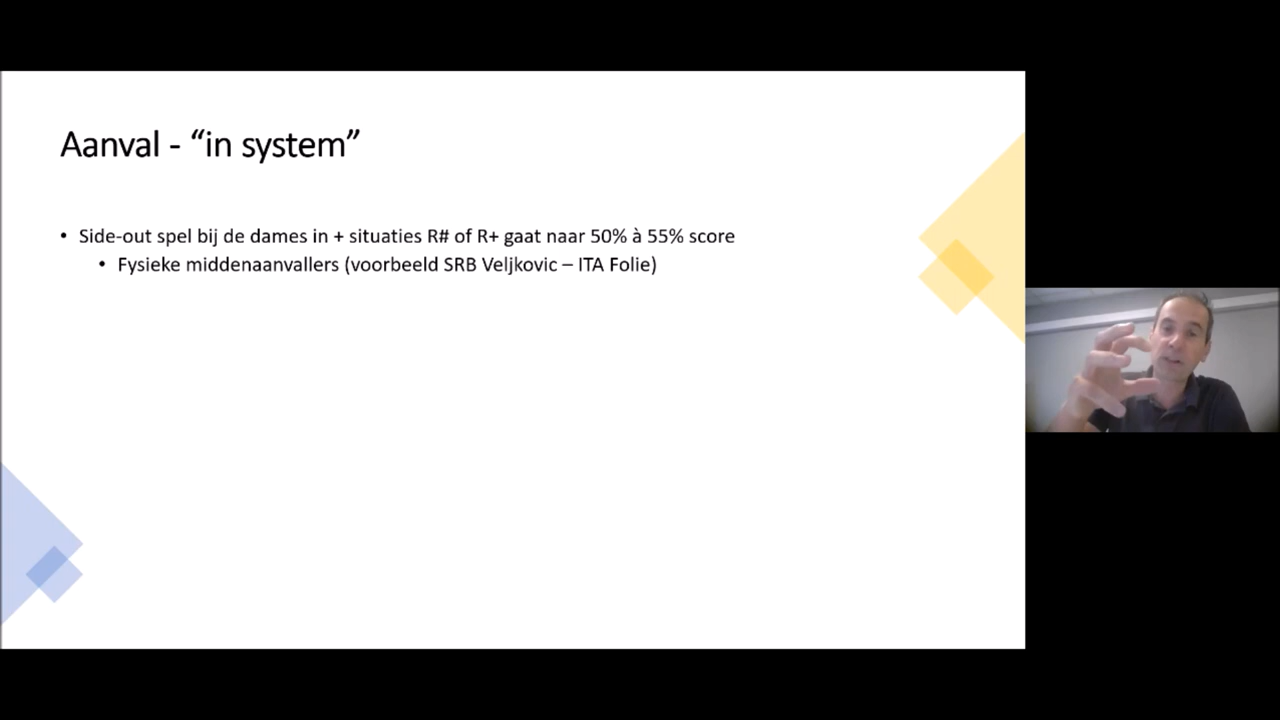 Aanval - “in system”
• Side-out spel bij de dames in + situaties R# of R+ gaat naar 50% à 55% score
• Fysieke middenaanvallers (voorbeeld SRB Veljkovic – ITA Folie)